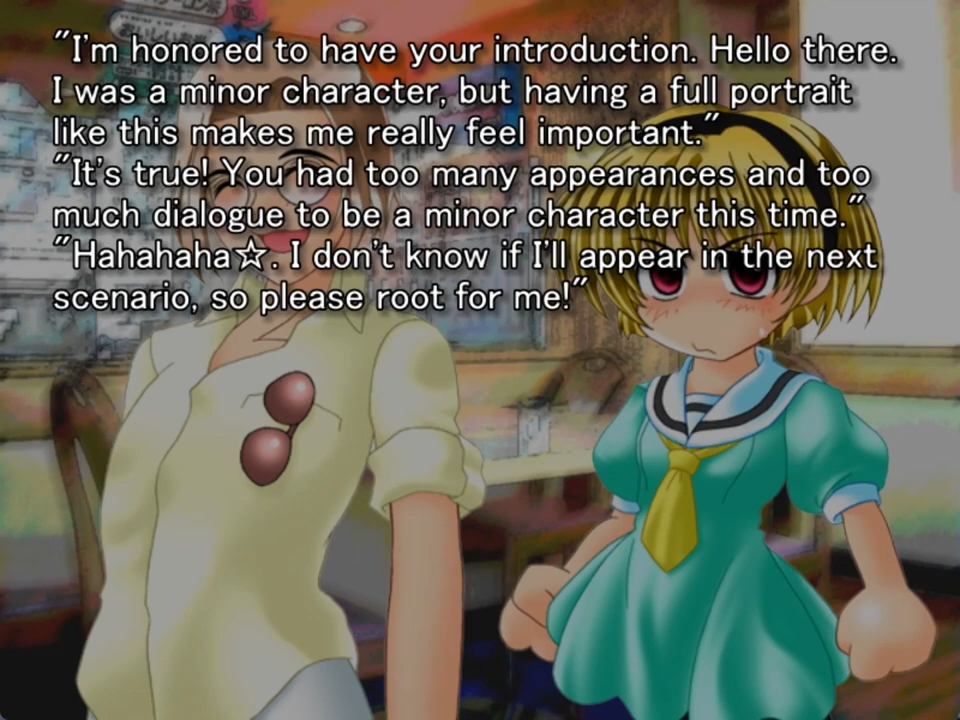 "I'm honored to have your introduction. Hello there.
I was a minor character, but having a full portrait
like this makes me really feel important."
"It's true! You had too many appearances and too
much dialogue to be a minor character this time."
"Hahahaha☆. I don't know if I'll appear in the next
scenario, so please root for me!"